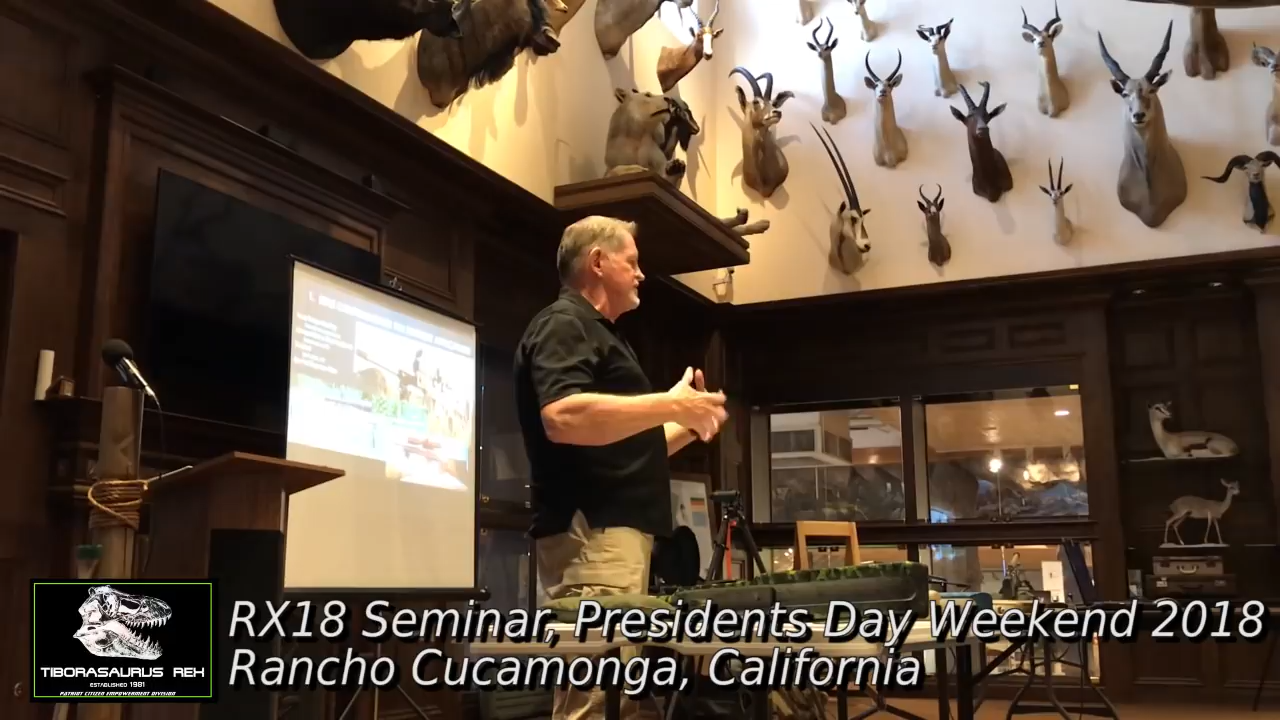 RX18 Seminar, Presidents Day Weekend 2018
Rancho Cucamonga, California
TIBORASAURUS REX
ESTABLISHED 1981
PATRIOT CITIZEN EMPOWERMENT DIVISION